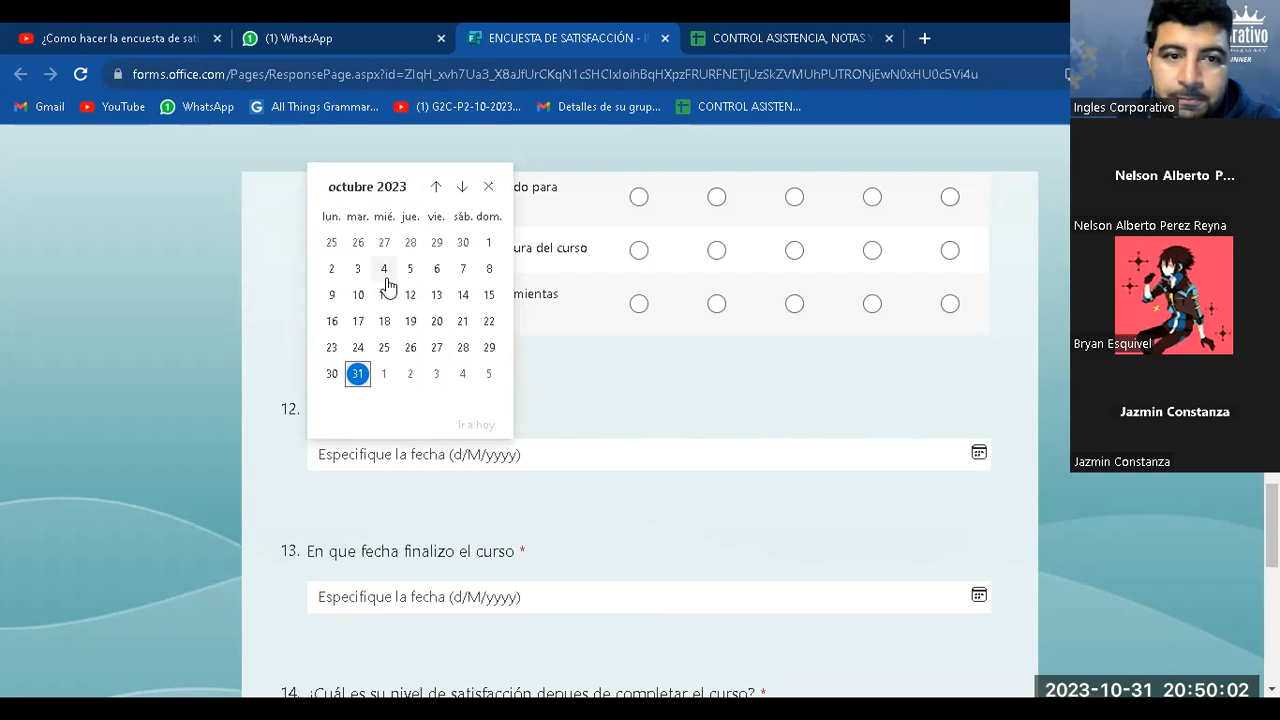 ¿Como hacer la encuesta de sati
(1) WhatsApp
ENCUESTA DE SATISFACCIÓN - I
CONTROL ASISTENCIA, NOTAS Y
forms.office.com/Pages/ResponsePage.aspx?id=ZIqH_xvh7Ua3_X8aJfUrCKqN1cSHClxIoihBqHXpzFRURFNETjUzSkZVMUhPUTRONjEwN0xHU0c5Vi4u
Gmail
YouTube
WhatsApp
All Things Grammar...
(1) G2C-P2-10-2023...
Detalles de su grup...
CONTROL ASISTEN...
rativo
INNER
Ingles Corporativo
Nelson Alberto P...
Nelson Alberto Perez Reyna
Bryan Esquivel
Jazmin Constanza
Jazmin Constanza
octubre 2023
lun. mar. mié. jue. vie. sáb. dom.
25 26 27 28 29 30 1
2 3 4 5 6 7 8
9 10 11 12 13 14 15
16 17 18 19 20 21 22
23 24 25 26 27 28 29
30 31 1 2 3 4 5
Ir a hoy
do para
ura del curso
mientas
12.
Especifique la fecha (d/M/yyyy)
13. En que fecha finalizo el curso *
Especifique la fecha (d/M/yyyy)
14. ¿Cuál es su nivel de satisfacción depues de completar el curso? *
2023-10-31 20:50:02